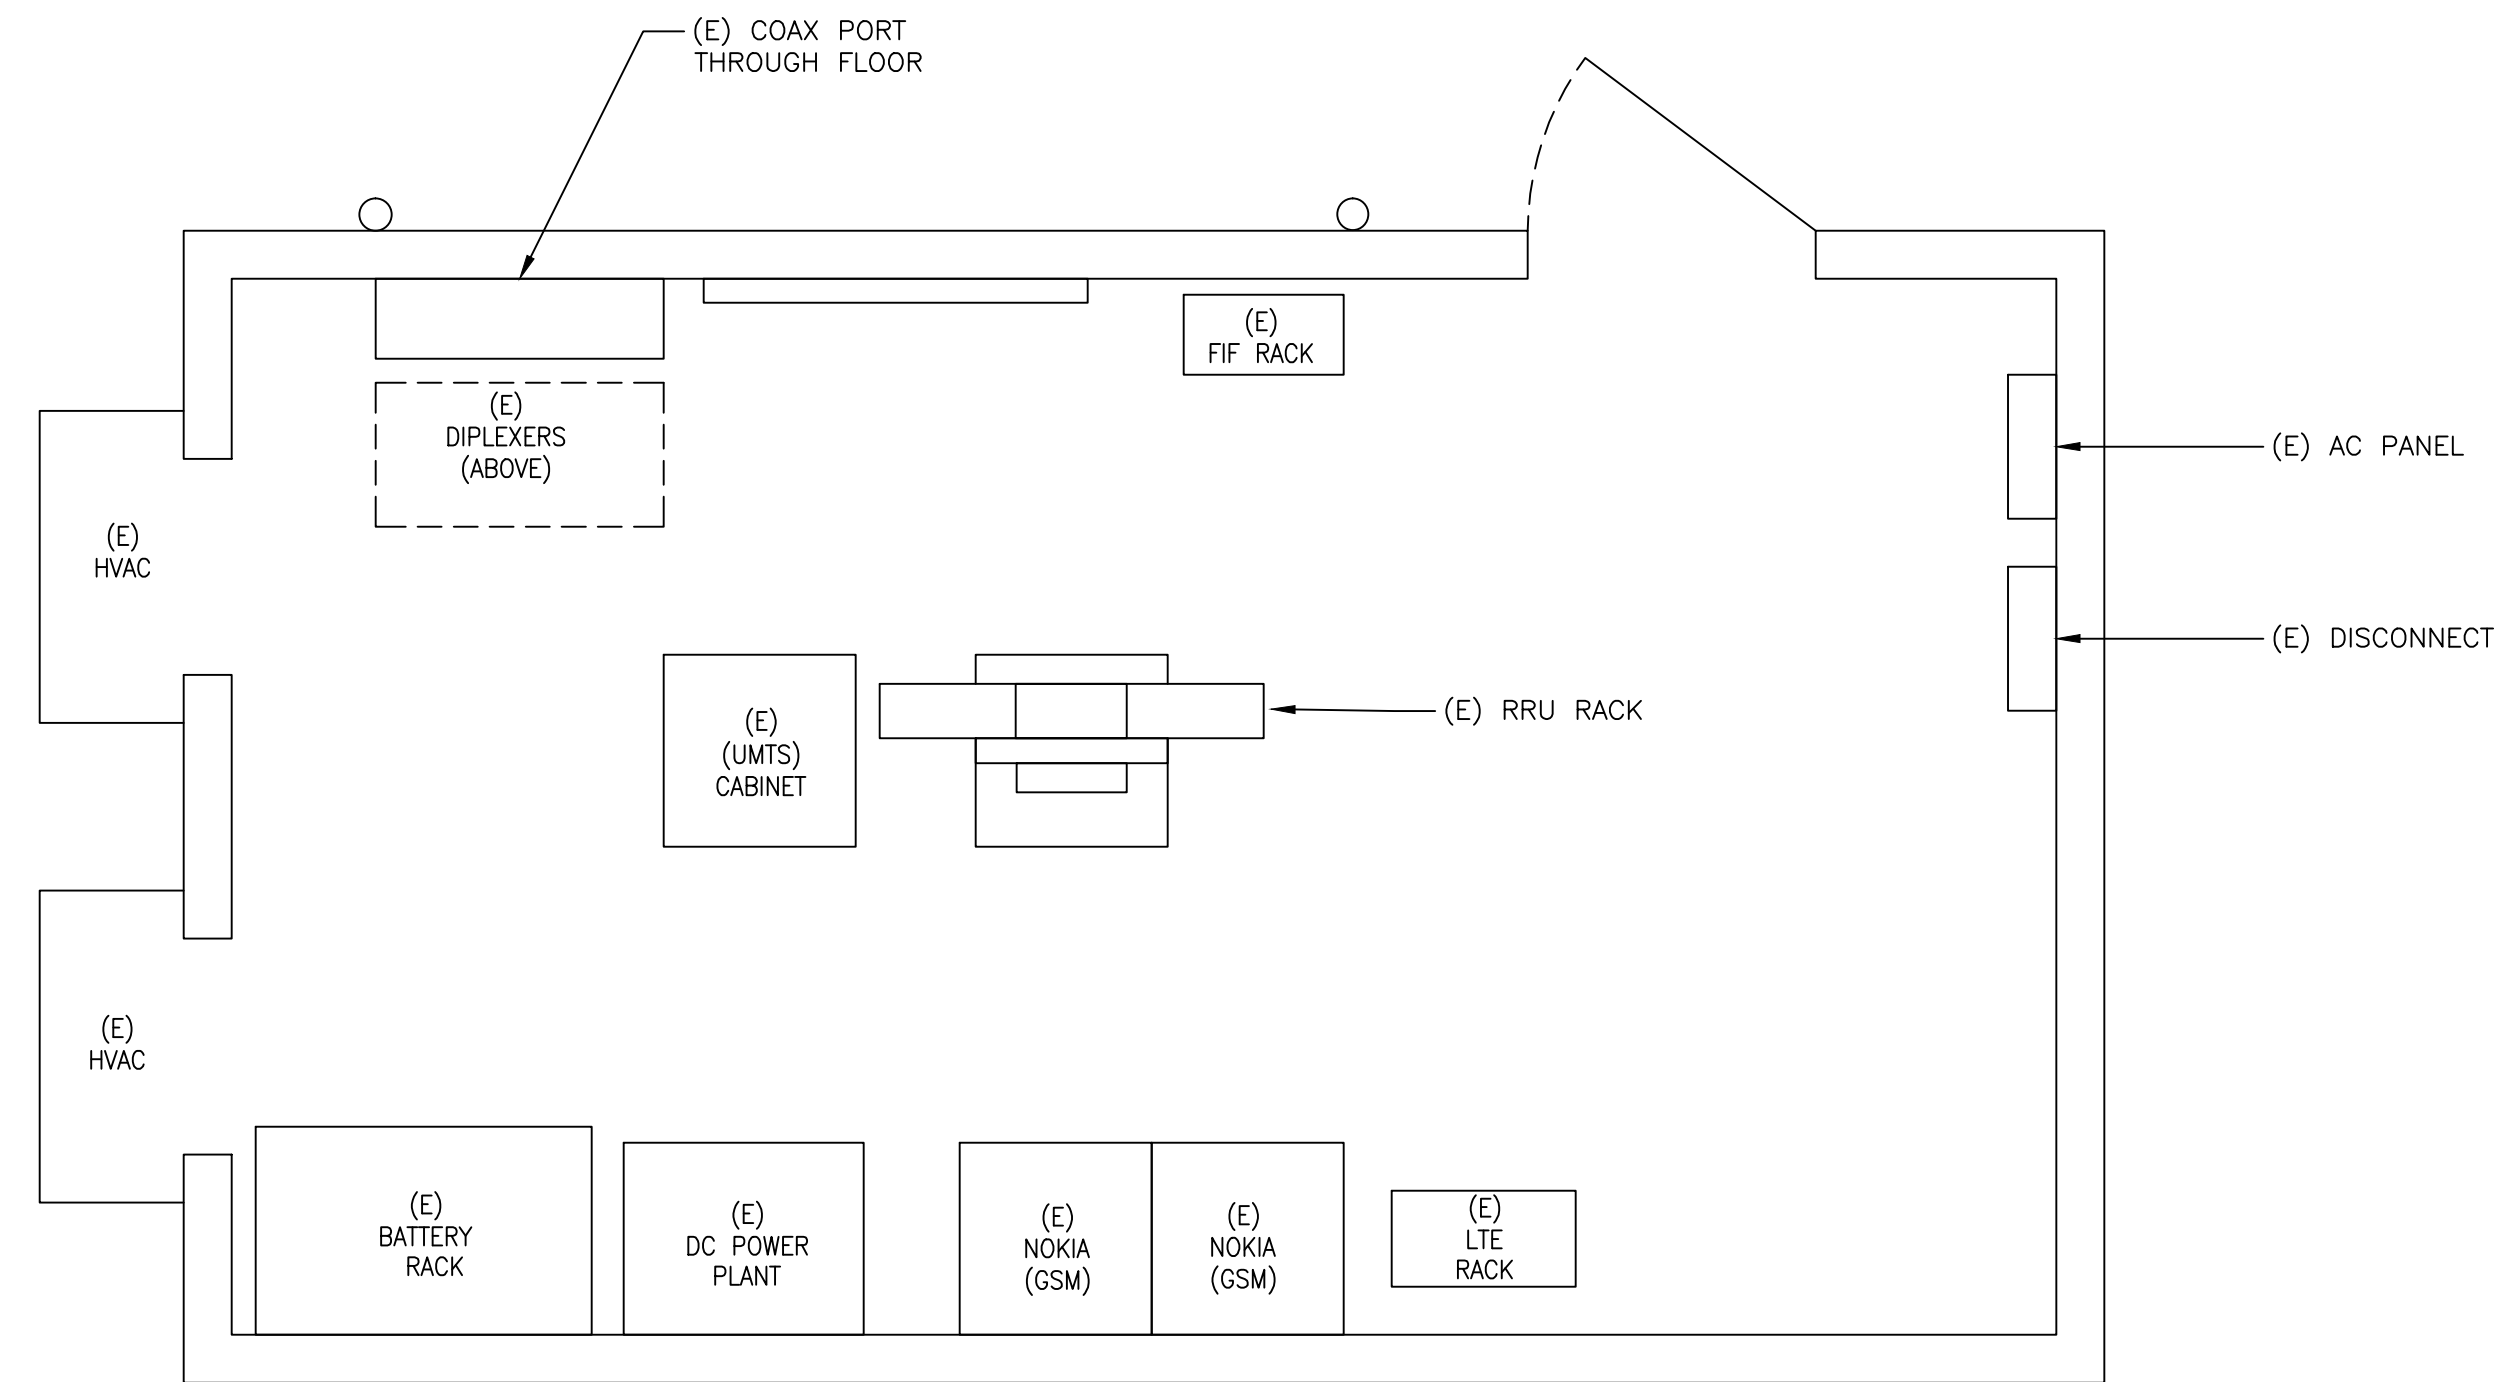 (E) COAX PORT
THROUGH FLOOR
(E)
FIF RACK
(E)
DIPLEXERS
(ABOVE)
(E) AC PANEL
(E)
HVAC
(E) DISCONNECT
(E)
(UMTS)
CABINET
(E) RRU RACK
(E)
HVAC
(E)
BATTERY
RACK
(E)
DC POWER
PLANT
(E)
NOKIA
(GSM)
(E)
NOKIA
(GSM)
(E)
LTE
RACK